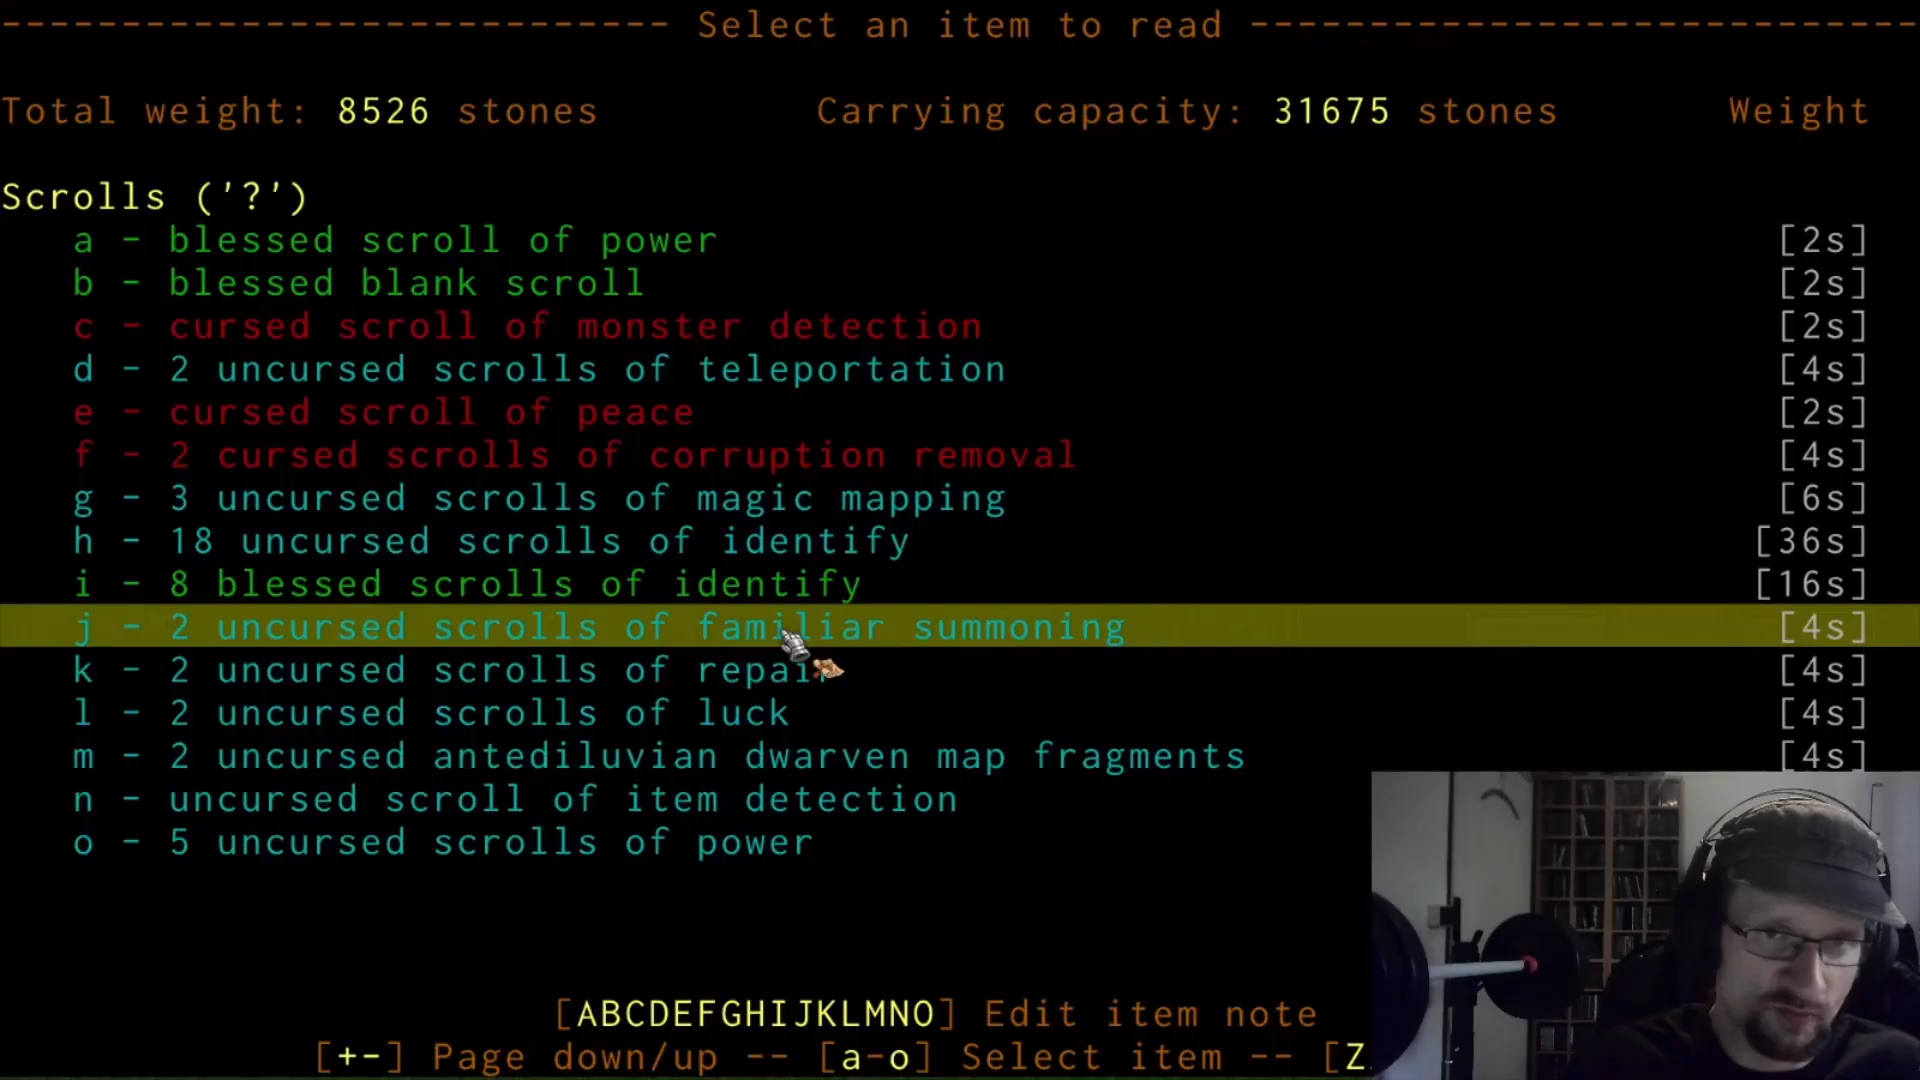 Select an item to read
Total weight: 8526 stones Carrying capacity: 31675 stones Weight
Scrolls ('?')
a - blessed scroll of power [2s]
b - blessed blank scroll [2s]
c - cursed scroll of monster detection [2s]
d - 2 uncursed scrolls of teleportation [4s]
e - cursed scroll of peace [2s]
f - 2 cursed scrolls of corruption removal [4s]
g - 3 uncursed scrolls of magic mapping [6s]
h - 18 uncursed scrolls of identify [36s]
i - 8 blessed scrolls of identify [16s]
j - 2 uncursed scrolls of familiar summoning [4s]
k - 2 uncursed scrolls of repair [4s]
l - 2 uncursed scrolls of luck [4s]
m - 2 uncursed antediluvian dwarven map fragments [4s]
n - uncursed scroll of item detection
o - 5 uncursed scrolls of power
[ABCDEFGHIJKLMNO] Edit item note
[+-] Page down/up -- [a-o] Select item -- [Z